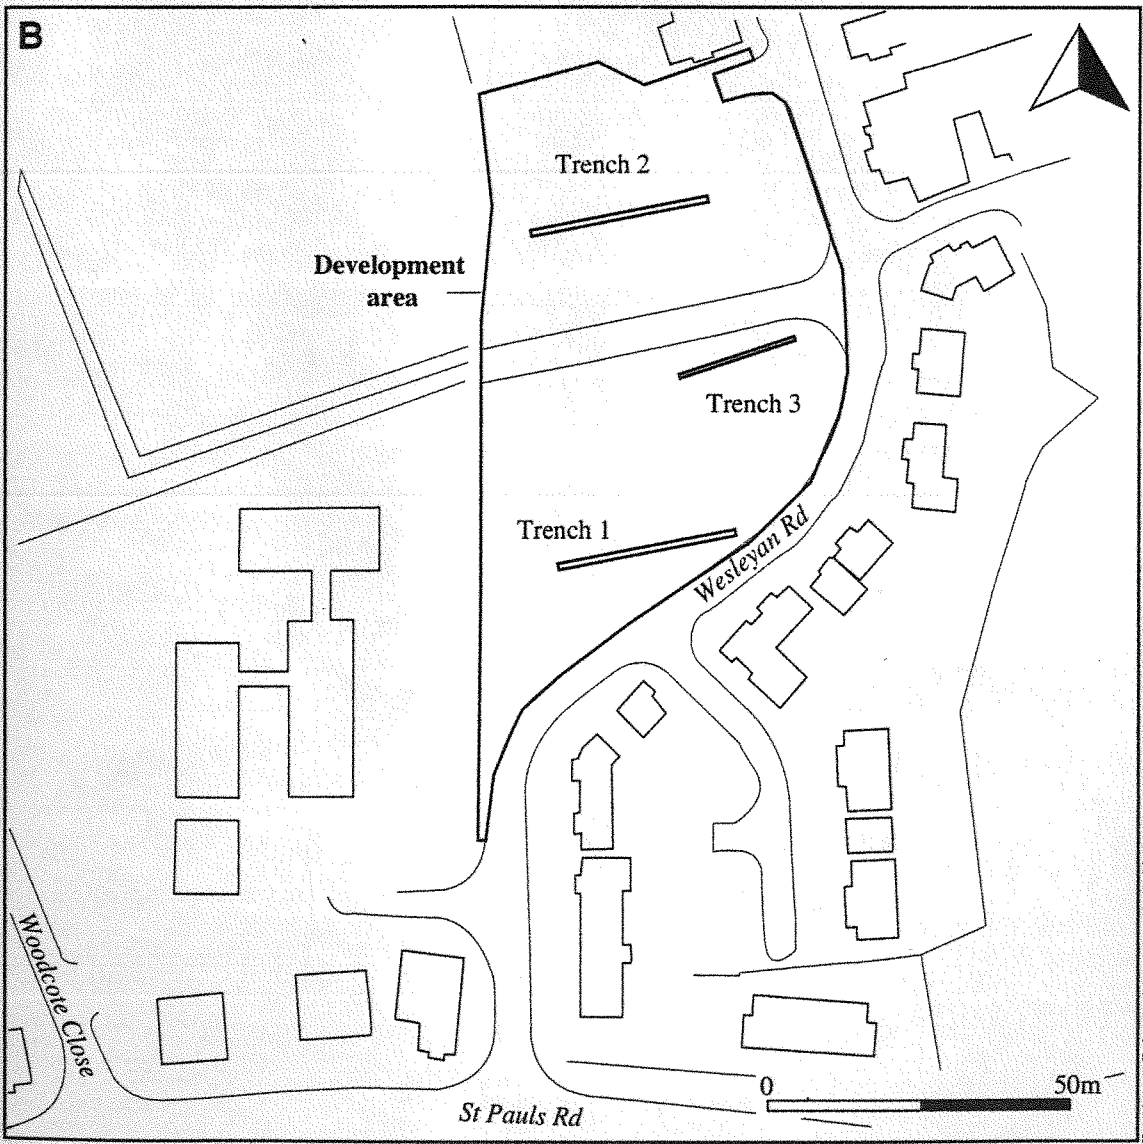 B
Trench 2
Development
area
Trench 3
Trench 1
Wesleyan Rd
Woodcote Close
0 50m
St Pauls Rd